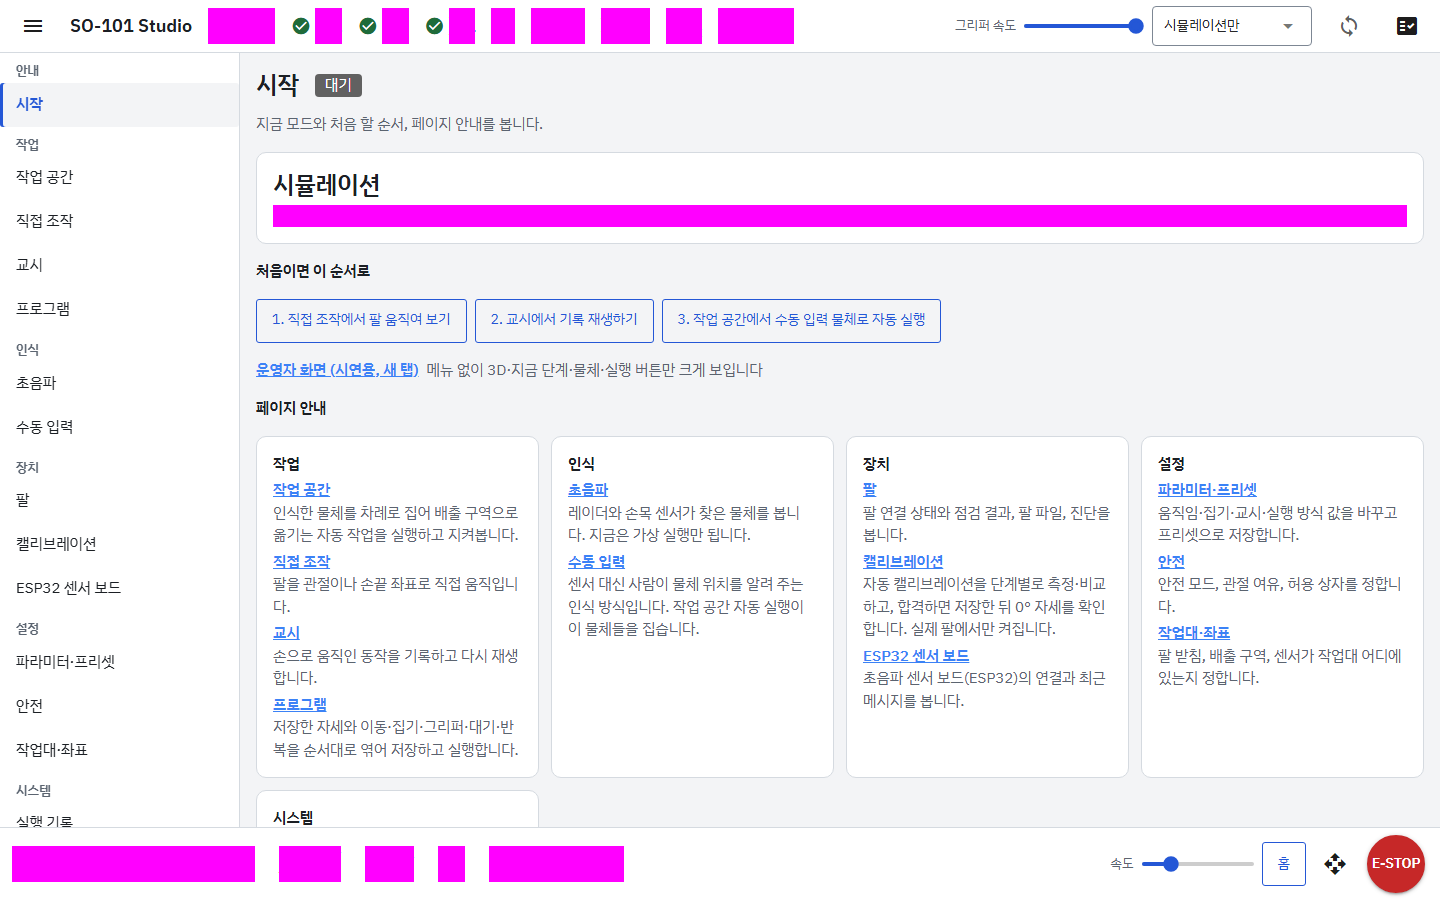 SO-101 Studio
그리퍼 속도
시뮬레이션만
안내
시작
작업
작업 공간
직접 조작
교시
프로그램
인식
초음파
수동 입력
장치
팔
캘리브레이션
ESP32 센서 보드
설정
파라미터·프리셋
안전
작업대·좌표
시스템
실행 기록
시작 대기
지금 모드와 처음 할 순서, 페이지 안내를 봅니다.
시뮬레이션
처음이면 이 순서로
1. 직접 조작에서 팔 움직여 보기
2. 교시에서 기록 재생하기
3. 작업 공간에서 수동 입력 물체로 자동 실행
운영자 화면 (시연용, 새 탭) 메뉴 없이 3D·지금 단계·물체·실행 버튼만 크게 보입니다
페이지 안내
작업
작업 공간
인식한 물체를 차례로 집어 배출 구역으로
옮기는 자동 작업을 실행하고 지켜봅니다.
직접 조작
팔을 관절이나 손끝 좌표로 직접 움직입니
다.
교시
손으로 움직인 동작을 기록하고 다시 재생
합니다.
프로그램
저장한 자세와 이동·집기·그리퍼·대기·반
복을 순서대로 엮어 저장하고 실행합니다.
인식
초음파
레이더와 손목 센서가 찾은 물체를 봅니
다. 지금은 가상 실행만 됩니다.
수동 입력
센서 대신 사람이 물체 위치를 알려 주는
인식 방식입니다. 작업 공간 자동 실행이
이 물체들을 집습니다.
장치
팔
팔 연결 상태와 점검 결과, 팔 파일, 진단을
봅니다.
캘리브레이션
자동 캘리브레이션을 단계별로 측정·비교
하고, 합격하면 저장한 뒤 0° 자세를 확인
합니다. 실제 팔에서만 켜집니다.
ESP32 센서 보드
초음파 센서 보드(ESP32)의 연결과 최근
메시지를 봅니다.
설정
파라미터·프리셋
움직임·집기·교시·실행 방식 값을 바꾸고
프리셋으로 저장합니다.
안전
안전 모드, 관절 여유, 허용 상자를 정합니
다.
작업대·좌표
팔 받침, 배출 구역, 센서가 작업대 어디에
있는지 정합니다.
시스템
속도
홈
E-STOP